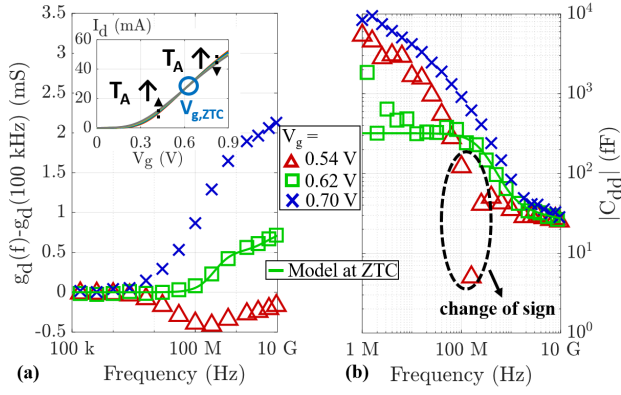 g_d(f)-g_d(100 kHz) (mS)
3.5
3
2.5
2
1.5
1
0.5
0
-0.5
100 k
100 M
10 G
Frequency (Hz)
(a)
I_d (mA)
60
40
20
0
0
0.3
0.6
0.9
V_g (V)
T_A
T_A
V_g,ZTC
V_g =
0.54 V
0.62 V
0.70 V
Model at ZTC
10^4
10^3
10^2
10^1
10^0
|C_dd| (fF)
1 M
100 M
10 G
Frequency (Hz)
(b)
change of sign